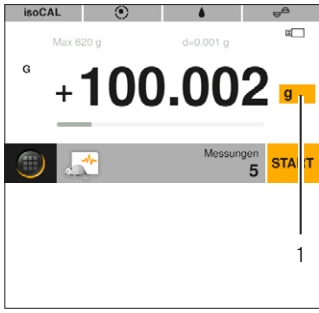 isoCAL
Max 620 g
d=0.001 g
G
+100.002 g
Messungen
5
START
1